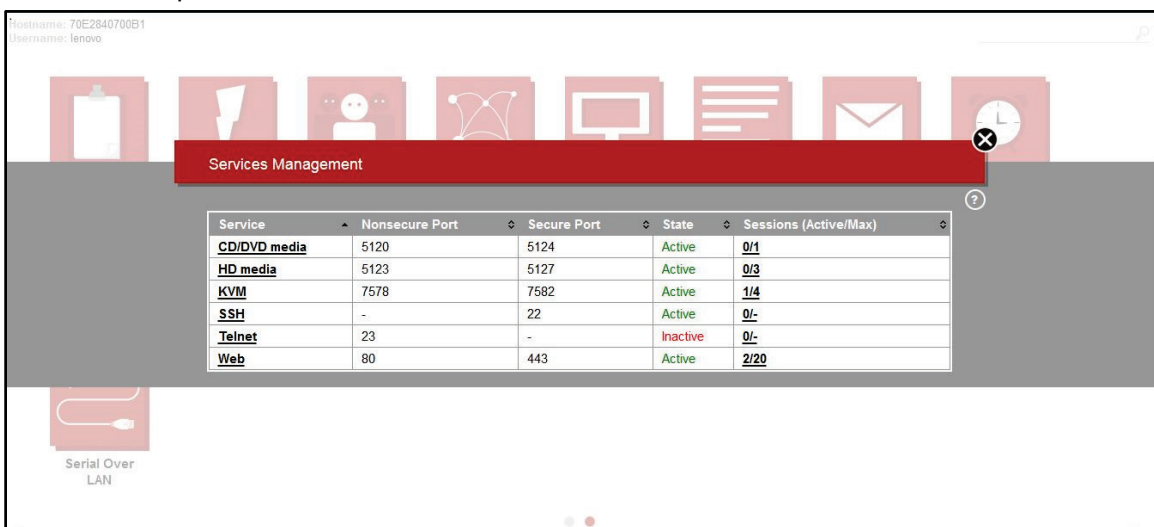 Hostname: 70E2840700B1
Username: lenovo
Services Management
?
Service Nonsecure Port Secure Port State Sessions (Active/Max)
CD/DVD media 5120 5124 Active 0/1
HD media 5123 5127 Active 0/3
KVM 7578 7582 Active 1/4
SSH - 22 Active 0/-
Telnet 23 - Inactive 0/-
Web 80 443 Active 2/20
Serial Over
LAN